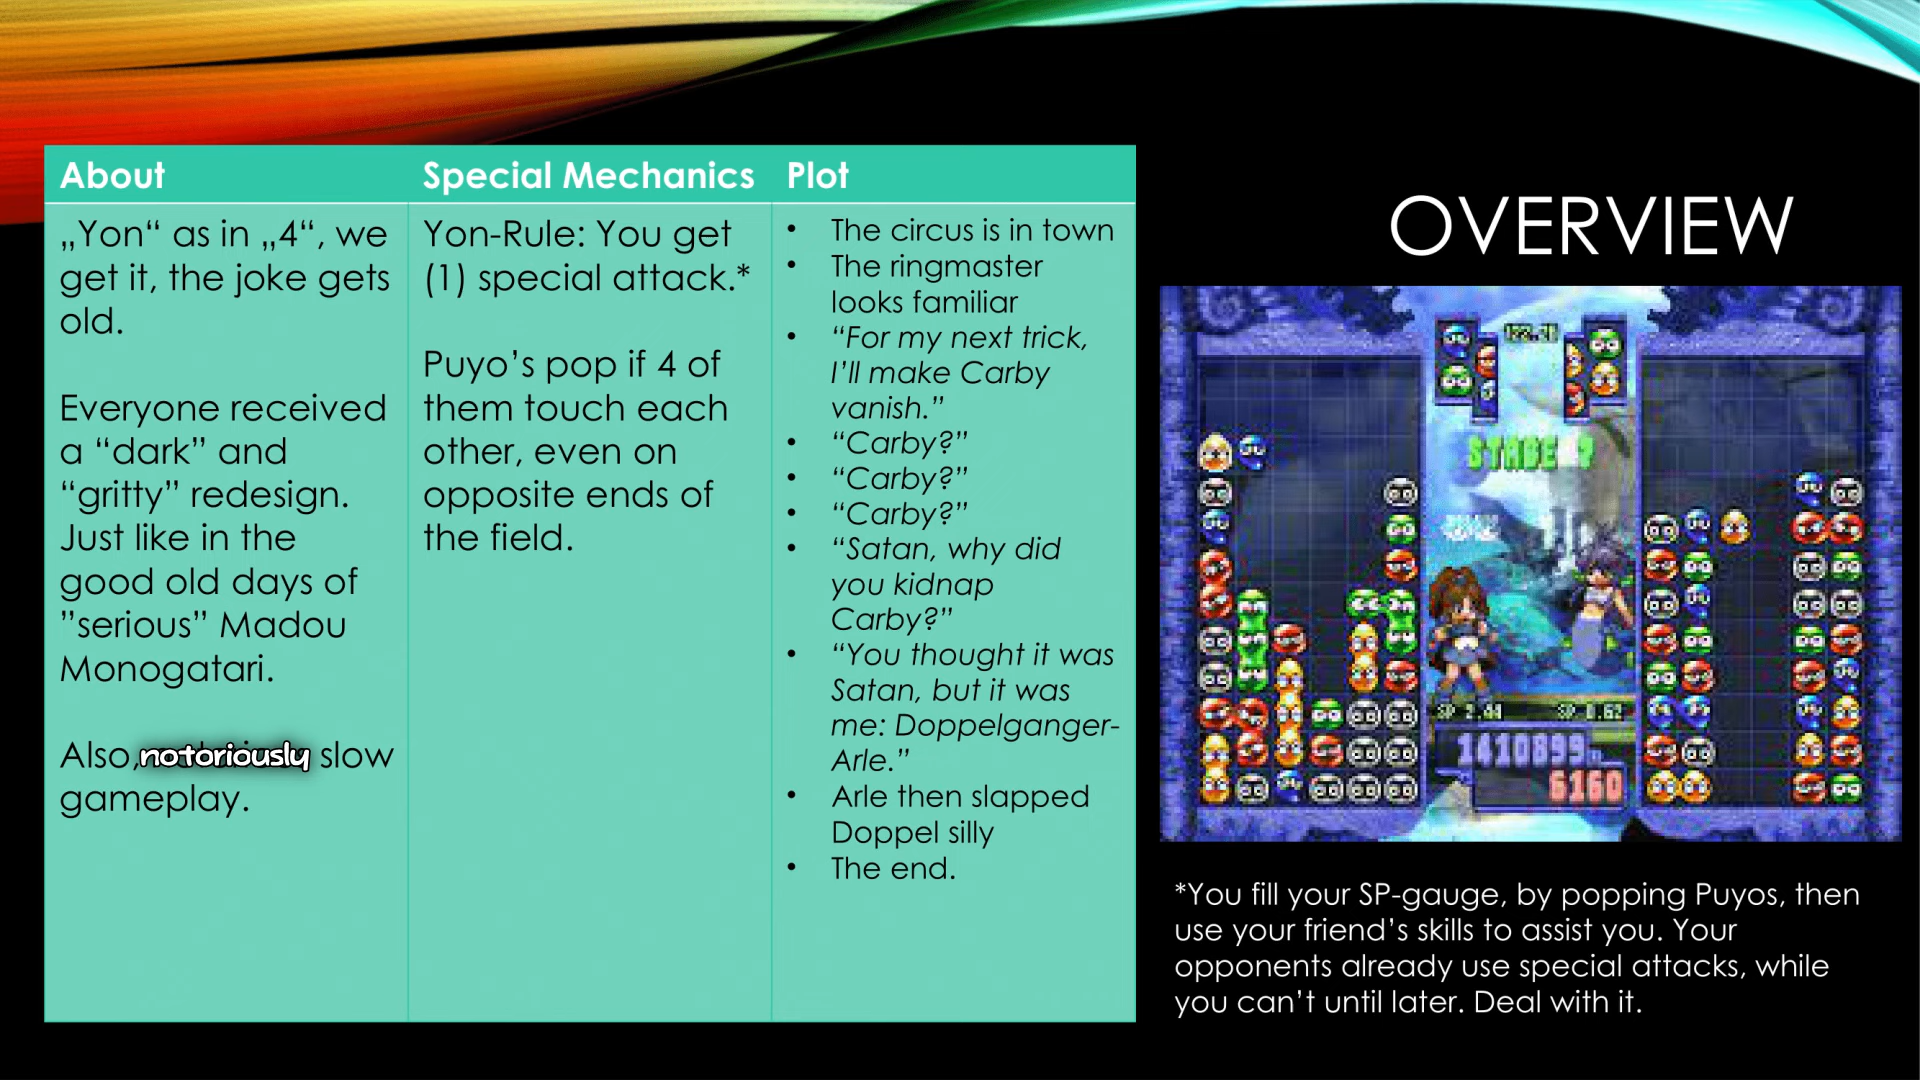 About
„Yon“ as in „4“, we
get it, the joke gets
old.
Everyone received
a “dark” and
“gritty” redesign.
Just like in the
good old days of
”serious” Madou
Monogatari.
Also, notoriously slow
gameplay.
Special Mechanics
Yon-Rule: You get
(1) special attack.*
Puyo’s pop if 4 of
them touch each
other, even on
opposite ends of
the field.
Plot
• The circus is in town
• The ringmaster
looks familiar
• “For my next trick,
I’ll make Carby
vanish.”
• “Carby?”
• “Carby?”
• “Carby?”
• “Satan, why did
you kidnap
Carby?”
• “You thought it was
Satan, but it was
me: Doppelganger-
Arle.”
• Arle then slapped
Doppel silly
• The end.
OVERVIEW
STAGE
SP 2.44 SP 0.62
1410899
6160
*You fill your SP-gauge, by popping Puyos, then
use your friend’s skills to assist you. Your
opponents already use special attacks, while
you can’t until later. Deal with it.